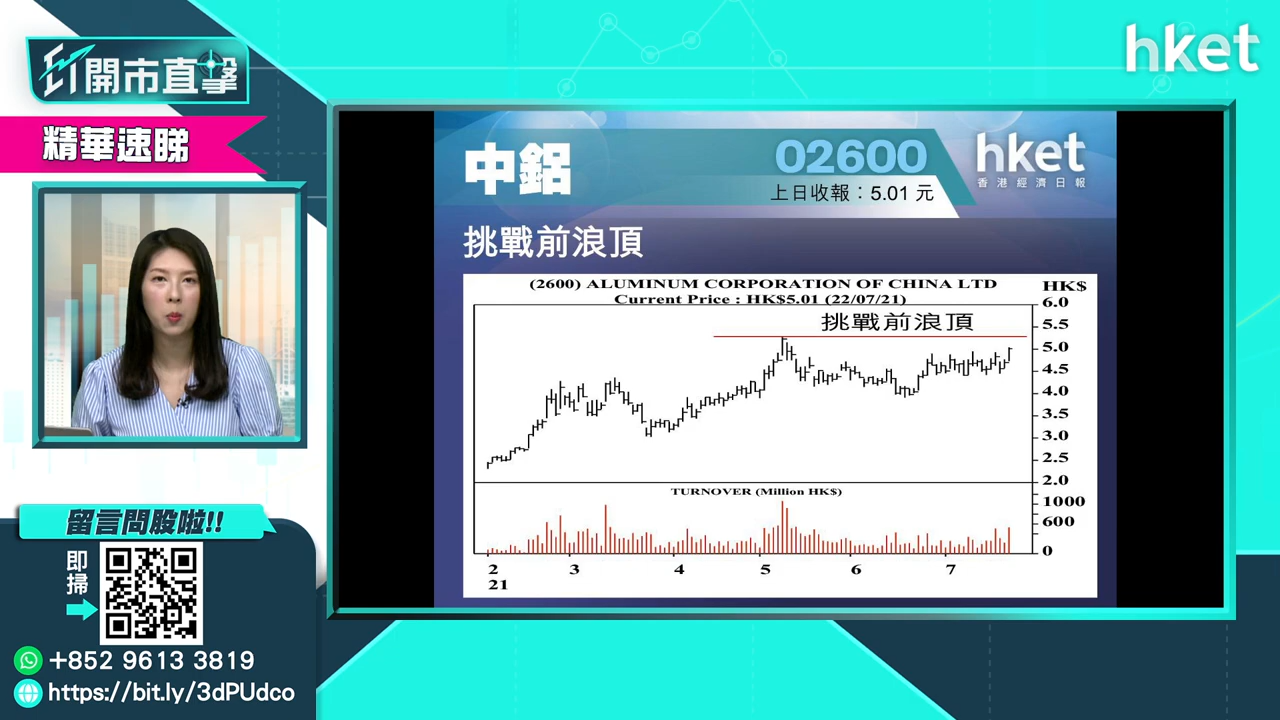 ET開市直擊
hket
精華速睇
中鋁
02600
上日收報：5.01 元
hket
香港經濟日報
挑戰前浪頂
(2600) ALUMINUM CORPORATION OF CHINA LTD
Current Price : HK$5.01 (22/07/21)
HK$
挑戰前浪頂
6.0
5.5
5.0
4.5
4.0
3.5
3.0
2.5
2.0
TURNOVER (Million HK$)
1000
600
0
2 3 4 5 6 7
21
留言問股啦!!
即掃
+852 9613 3819
https://bit.ly/3dPUdco